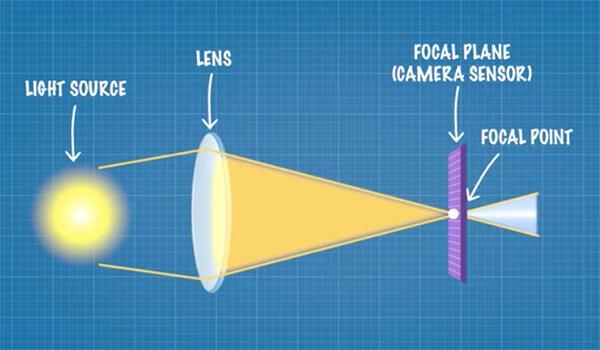 LIGHT SOURCE
LENS
FOCAL PLANE
(CAMERA SENSOR)
FOCAL POINT